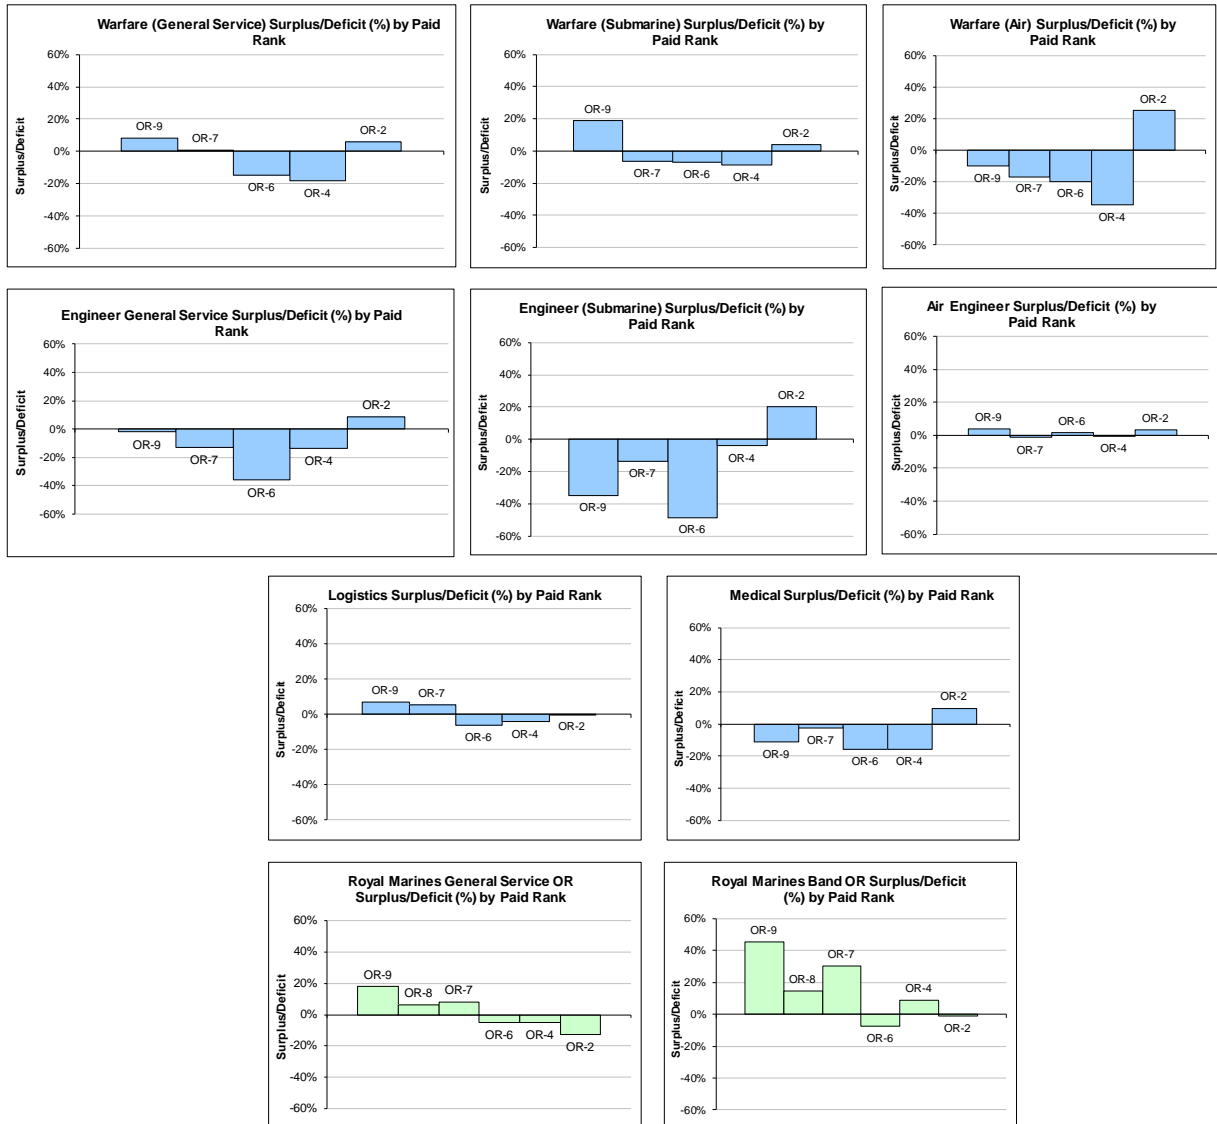 Warfare (General Service) Surplus/Deficit (%) by Paid
Rank
60%
40%
20%
0%
-20%
-40%
-60%
Surplus/Deficit
OR-9
OR-7
OR-6
OR-4
OR-2
Warfare (Submarine) Surplus/Deficit (%) by
Paid Rank
60%
40%
20%
0%
-20%
-40%
-60%
Surplus/Deficit
OR-9
OR-7
OR-6
OR-4
OR-2
Warfare (Air) Surplus/Deficit (%) by
Paid Rank
60%
40%
20%
0%
-20%
-40%
-60%
Surplus/Deficit
OR-9
OR-7
OR-6
OR-4
OR-2
Engineer General Service Surplus/Deficit (%) by Paid
Rank
60%
40%
20%
0%
-20%
-40%
-60%
Surplus/Deficit
OR-9
OR-7
OR-6
OR-4
OR-2
Engineer (Submarine) Surplus/Deficit (%) by
Paid Rank
60%
40%
20%
0%
-20%
-40%
-60%
Surplus/Deficit
OR-9
OR-7
OR-6
OR-4
OR-2
Air Engineer Surplus/Deficit (%) by
Paid Rank
60%
40%
20%
0%
-20%
-40%
-60%
Surplus/Deficit
OR-9
OR-7
OR-6
OR-4
OR-2
Logistics Surplus/Deficit (%) by Paid Rank
60%
40%
20%
0%
-20%
-40%
-60%
Surplus/Deficit
OR-9
OR-7
OR-6
OR-4
OR-2
Medical Surplus/Deficit (%) by Paid Rank
60%
40%
20%
0%
-20%
-40%
-60%
Surplus/Deficit
OR-9
OR-7
OR-6
OR-4
OR-2
Royal Marines General Service OR
Surplus/Deficit (%) by Paid Rank
60%
40%
20%
0%
-20%
-40%
-60%
Surplus/Deficit
OR-9
OR-8
OR-7
OR-6
OR-4
OR-2
Royal Marines Band OR Surplus/Deficit
(%) by Paid Rank
60%
40%
20%
0%
-20%
-40%
-60%
Surplus/Deficit
OR-9
OR-8
OR-7
OR-6
OR-4
OR-2